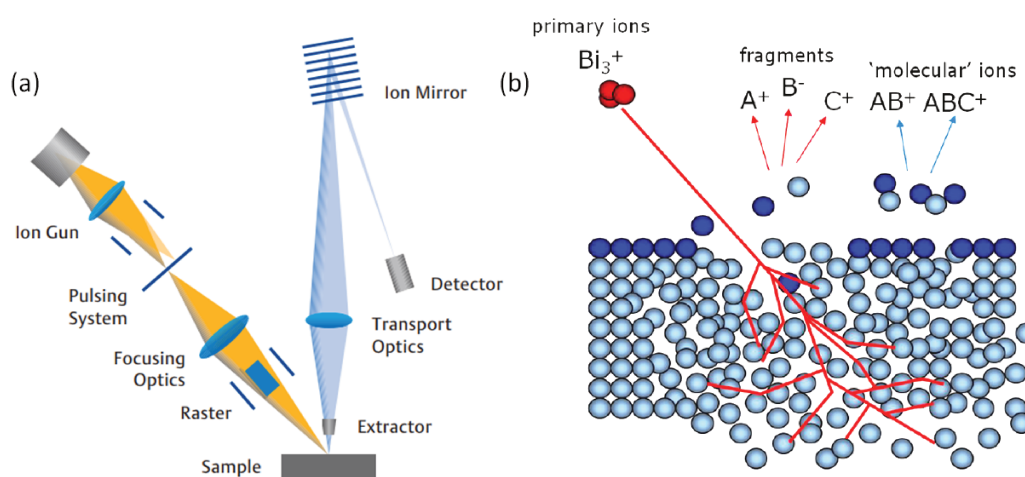 (a)
Ion Mirror
Ion Gun
Pulsing
System
Detector
Focusing
Optics
Transport
Optics
Raster
Extractor
Sample
(b)
primary ions
Bi₃⁺
fragments
A⁺ B⁻ C⁺
'molecular' ions
AB⁺ ABC⁺